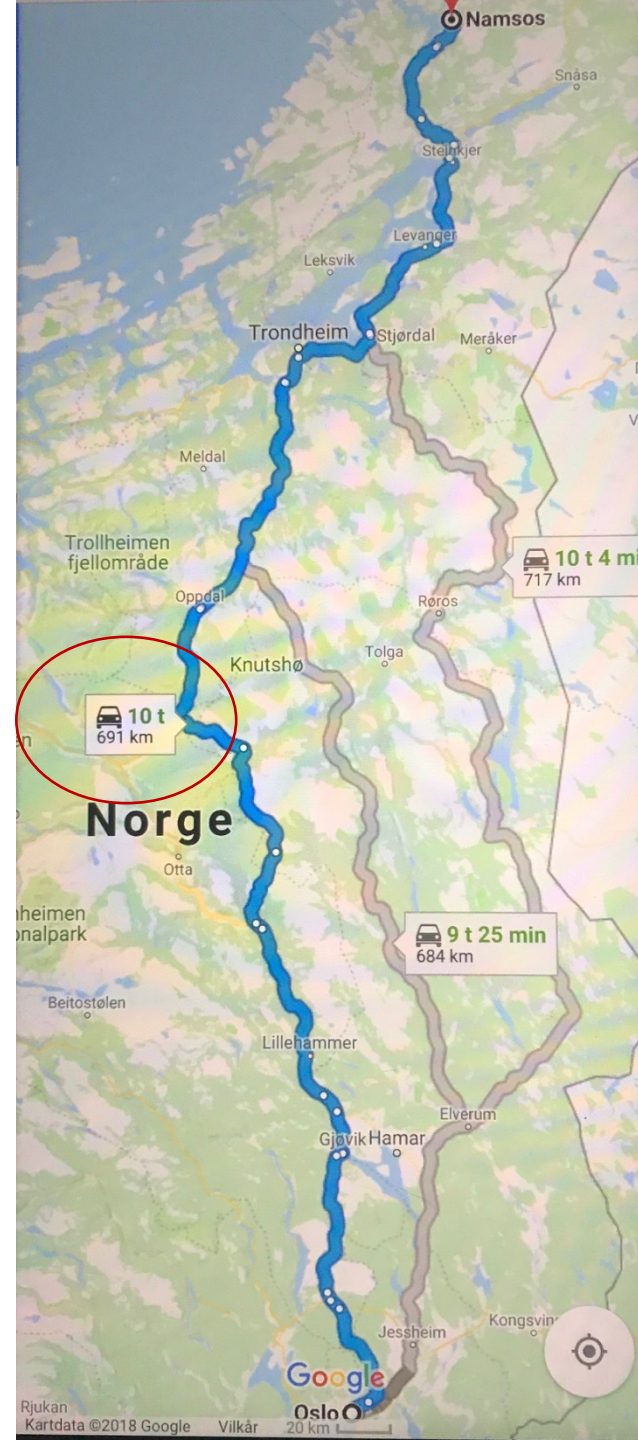 Namsos
Snåsa
Steinkjer
Levanger
Leksvik
Trondheim
Stjørdal
Meråker
Meldal
Trollheimen
fjellområde
10 t 4 mi
717 km
Oppdal
Røros
Knutshø
Tolga
10 t
691 km
en
Norge
Otta
heimen
onalpark
9 t 25 min
684 km
Beitostølen
Lillehammer
Elverum
Gjøvik
Hamar
Jessheim
Kongsvin
Google
Rjukan
Oslo
Kartdata ©2018 Google
Vilkår
20 km